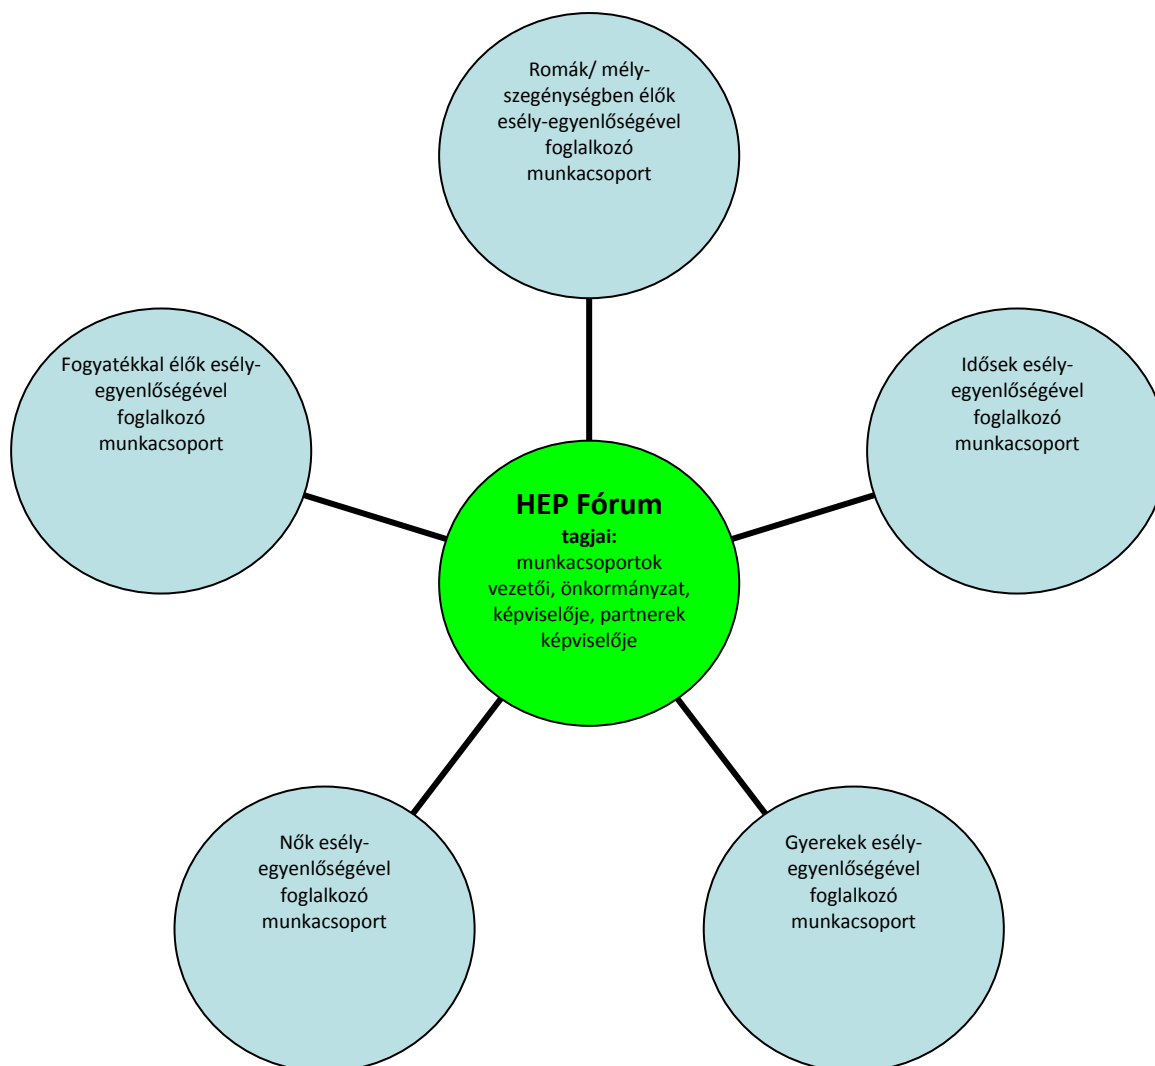 Romák/ mély-
szegénységben élők
esély-egyenlőségével
foglalkozó
munkacsoport
Fogyatékkal élők esély-
egyenlőségével
foglalkozó
munkacsoport
Idősek esély-
egyenlőségével
foglalkozó
munkacsoport
HEP Fórum
tagjai:
munkacsoportok
vezetői, önkormányzat,
képviselője, partnerek
képviselője
Nők esély-
egyenlőségével
foglalkozó
munkacsoport
Gyerekek esély-
egyenlőségével
foglalkozó
munkacsoport